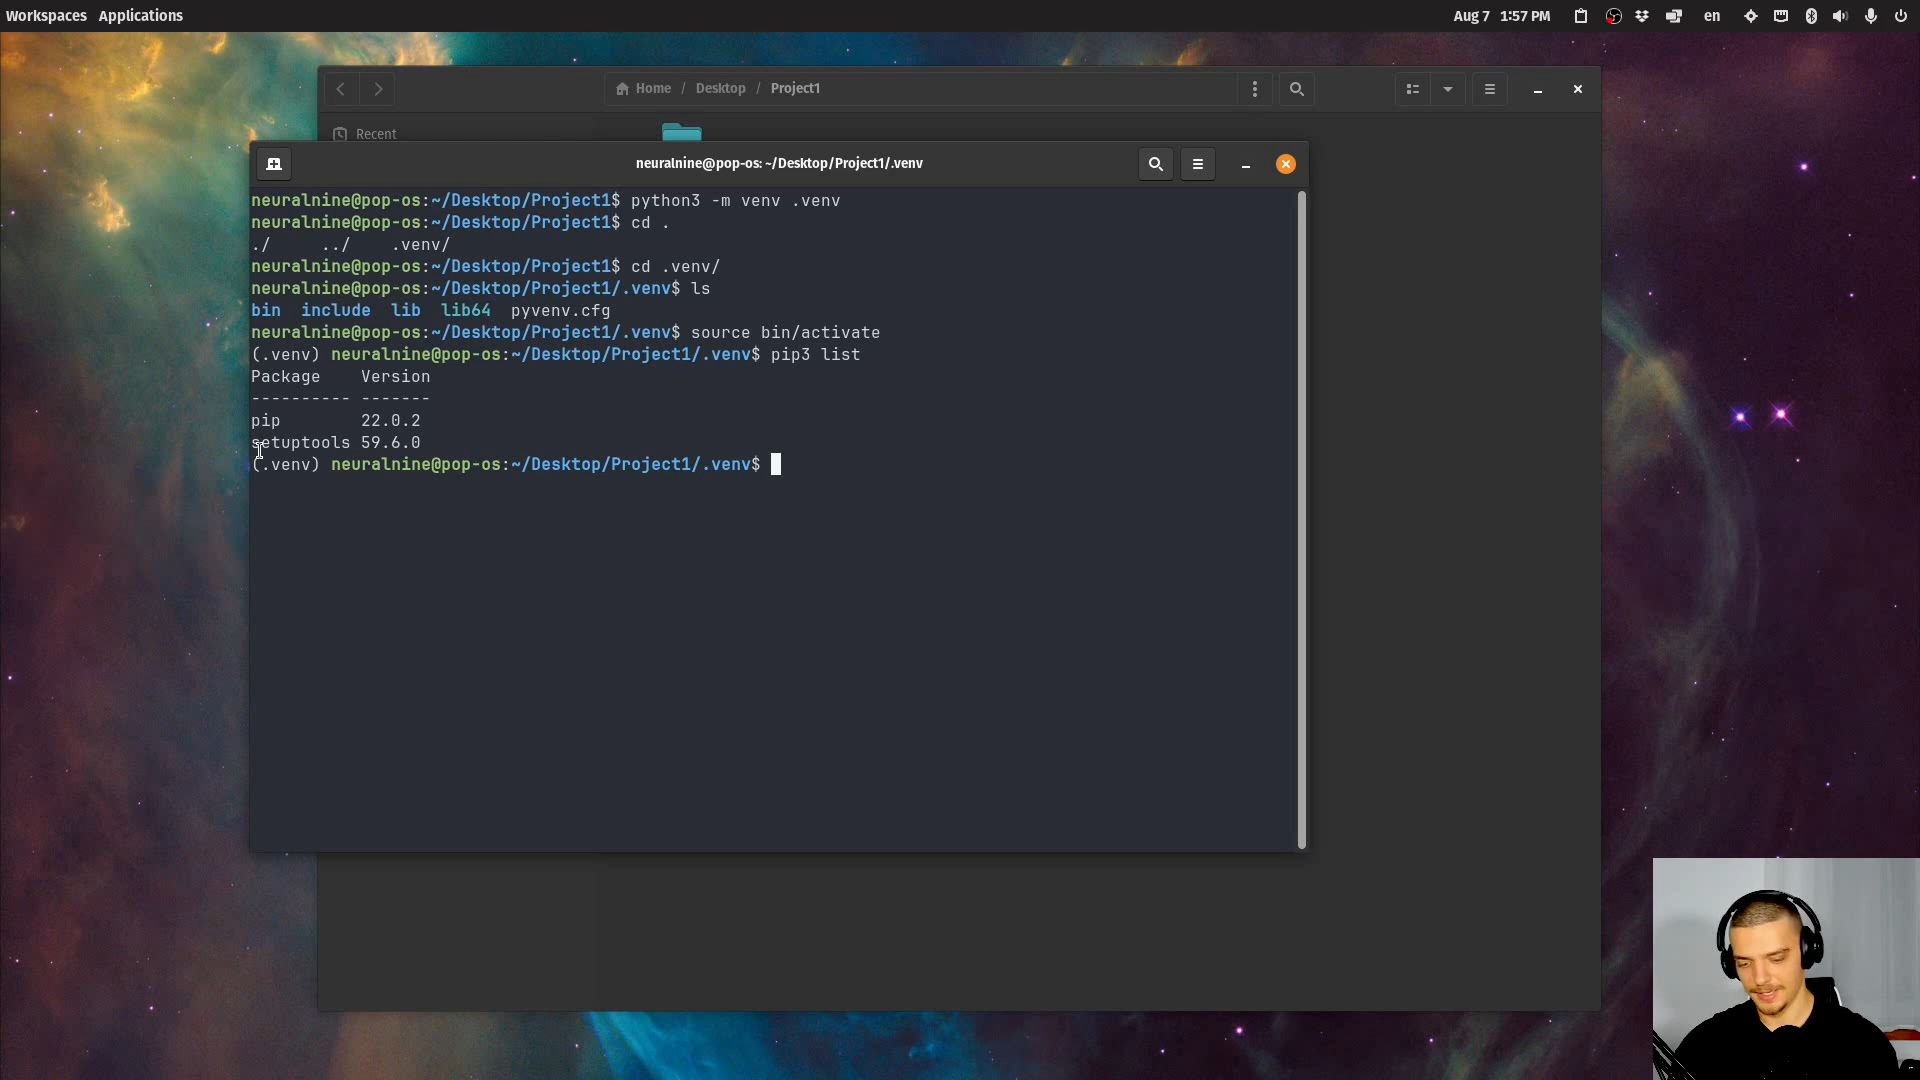 Workspaces Applications Aug 7 1:57 PM en
Home / Desktop / Project1
Recent
neuralnine@pop-os: ~/Desktop/Project1/.venv
neuralnine@pop-os:~/Desktop/Project1$ python3 -m venv .venv
neuralnine@pop-os:~/Desktop/Project1$ cd .
./ ../ .venv/
neuralnine@pop-os:~/Desktop/Project1$ cd .venv/
neuralnine@pop-os:~/Desktop/Project1/.venv$ ls
bin include lib lib64 pyvenv.cfg
neuralnine@pop-os:~/Desktop/Project1/.venv$ source bin/activate
(.venv) neuralnine@pop-os:~/Desktop/Project1/.venv$ pip3 list
Package Version
---------- -------
pip 22.0.2
setuptools 59.6.0
(.venv) neuralnine@pop-os:~/Desktop/Project1/.venv$